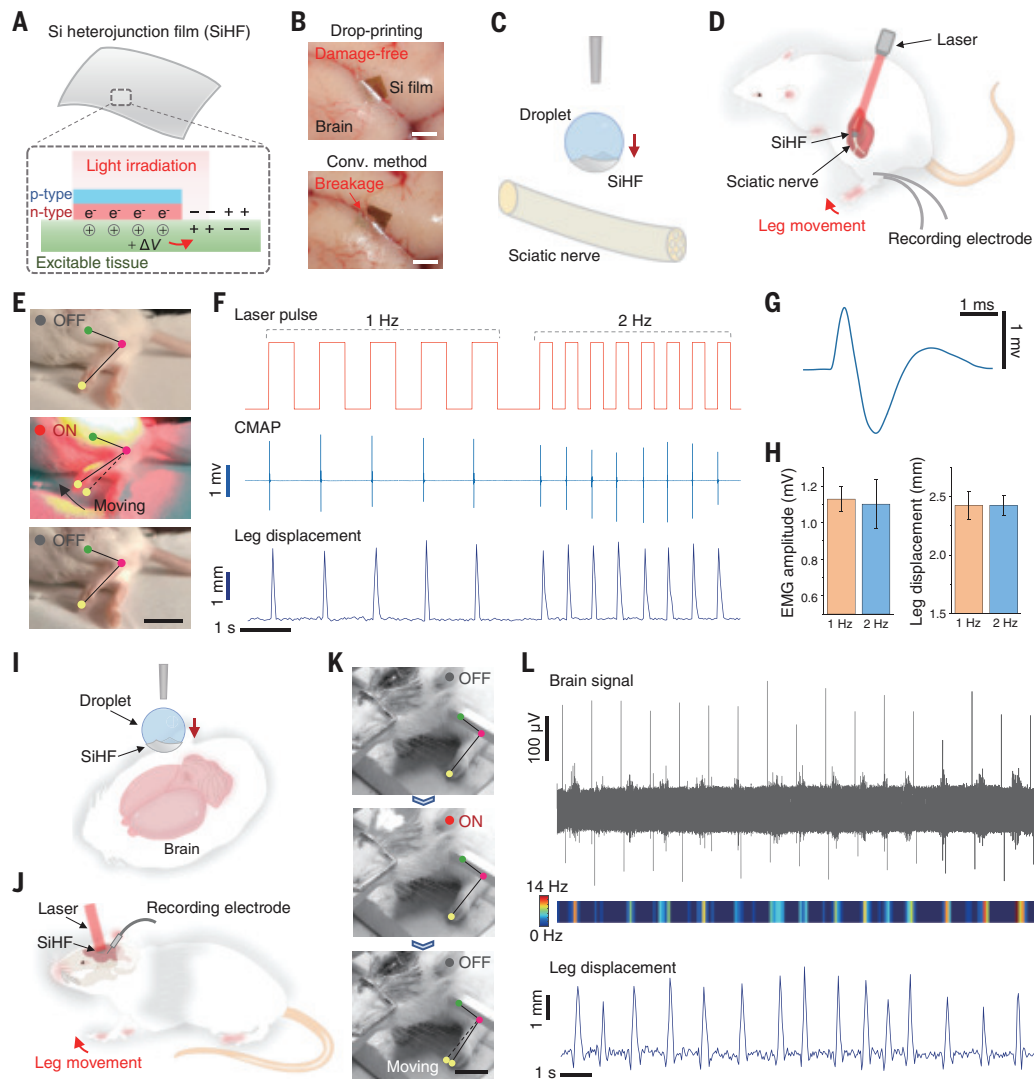 A
Si heterojunction film (SiHF)
Light irradiation
p-type
n-type
e⁻ e⁻ e⁻ e⁻ − − + +
+ + + + + + − −
+ ΔV
Excitable tissue
B
Drop-printing
Damage-free
Si film
Brain
Conv. method
Breakage
C
Droplet
SiHF
Sciatic nerve
D
Laser
SiHF
Sciatic nerve
Leg movement
Recording electrode
E
OFF
ON
Moving
OFF
F
Laser pulse
1 Hz
2 Hz
CMAP
1 mv
Leg displacement
1 mm
1 s
G
1 ms
1 mv
H
EMG amplitude (mV)
1.2
1.0
0.8
0.6
1 Hz 2 Hz
Leg displacement (mm)
2.5
2.0
1.5
1 Hz 2 Hz
I
Droplet
SiHF
Brain
J
Laser
Recording electrode
SiHF
Leg movement
K
OFF
ON
OFF
Moving
L
Brain signal
100 µV
14 Hz
0 Hz
Leg displacement
1 mm
1 s